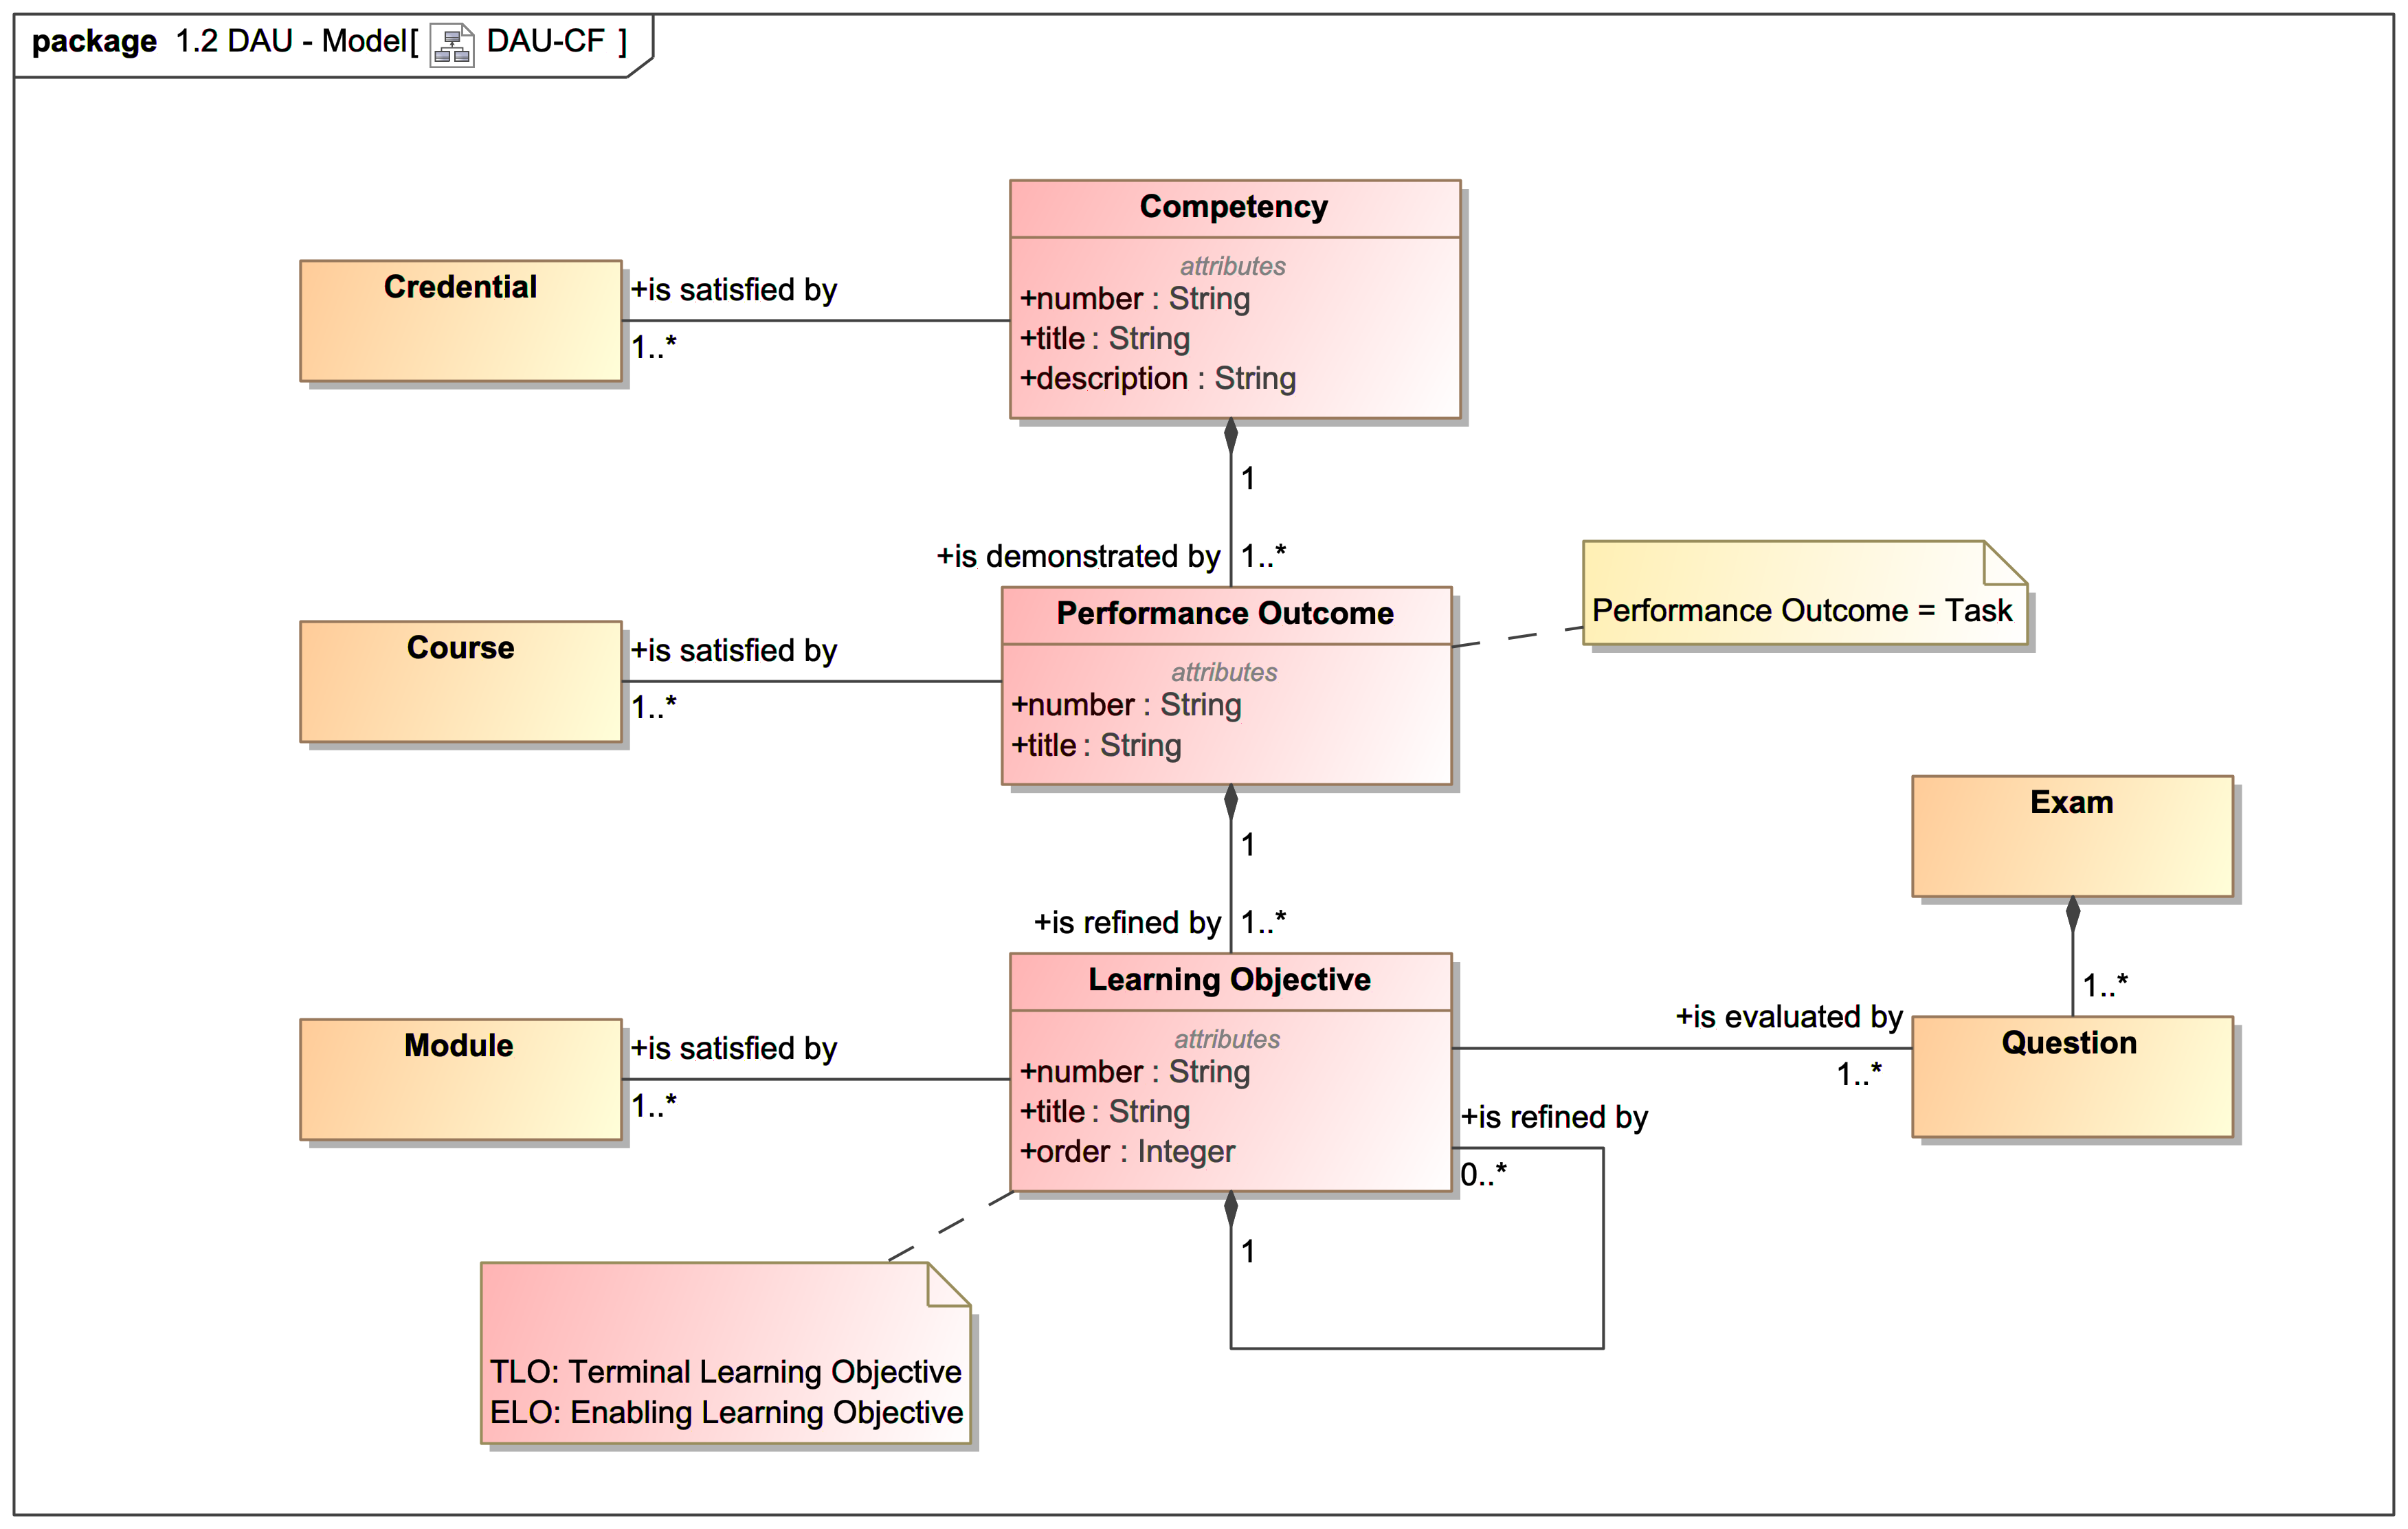 package 1.2 DAU - Model[ DAU-CF ]
Competency
attributes
+number : String
+title : String
+description : String
Credential
+is satisfied by
1..*
1
+is demonstrated by
1..*
Performance Outcome
attributes
+number : String
+title : String
Performance Outcome = Task
Course
+is satisfied by
1..*
1
+is refined by
1..*
Exam
1..*
Learning Objective
attributes
+number : String
+title : String
+order : Integer
Module
+is satisfied by
1..*
+is evaluated by
1..*
Question
+is refined by
0..*
1
TLO: Terminal Learning Objective
ELO: Enabling Learning Objective